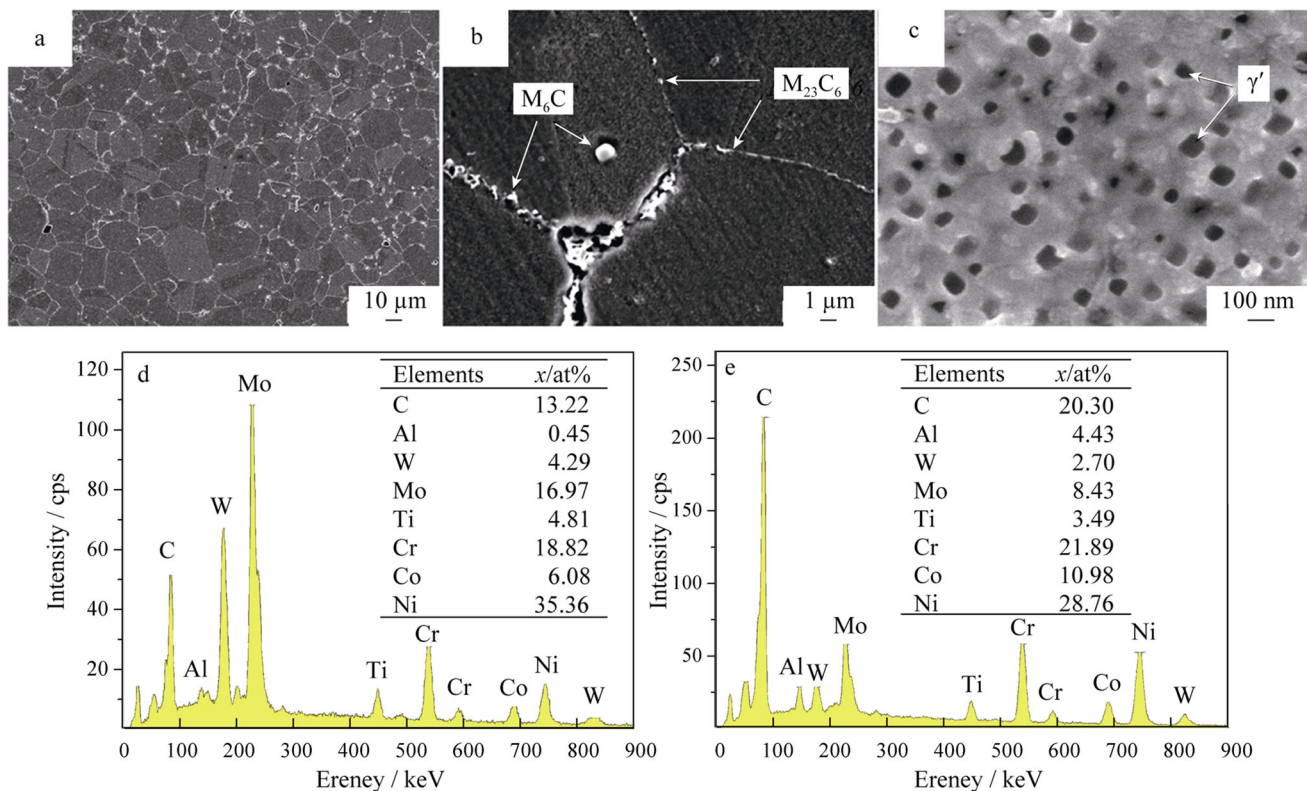 a
10 μm
b
M₆C
M₂₃C₆ 6
1 μm
c
γ′
100 nm
d
Intensity / cps
120
100
80
60
40
20
0 100 200 300 400 500 600 700 800 900
Ereney / keV
C
Al
W
Mo
Ti
Cr
Cr
Co
Ni
W
Elements x/at%
C 13.22
Al 0.45
W 4.29
Mo 16.97
Ti 4.81
Cr 18.82
Co 6.08
Ni 35.36
e
Intensity / cps
250
200
150
100
50
0 100 200 300 400 500 600 700 800 900
Ereney / keV
C
Al
W
Mo
Ti
Cr
Cr
Co
Ni
W
Elements x/at%
C 20.30
Al 4.43
W 2.70
Mo 8.43
Ti 3.49
Cr 21.89
Co 10.98
Ni 28.76